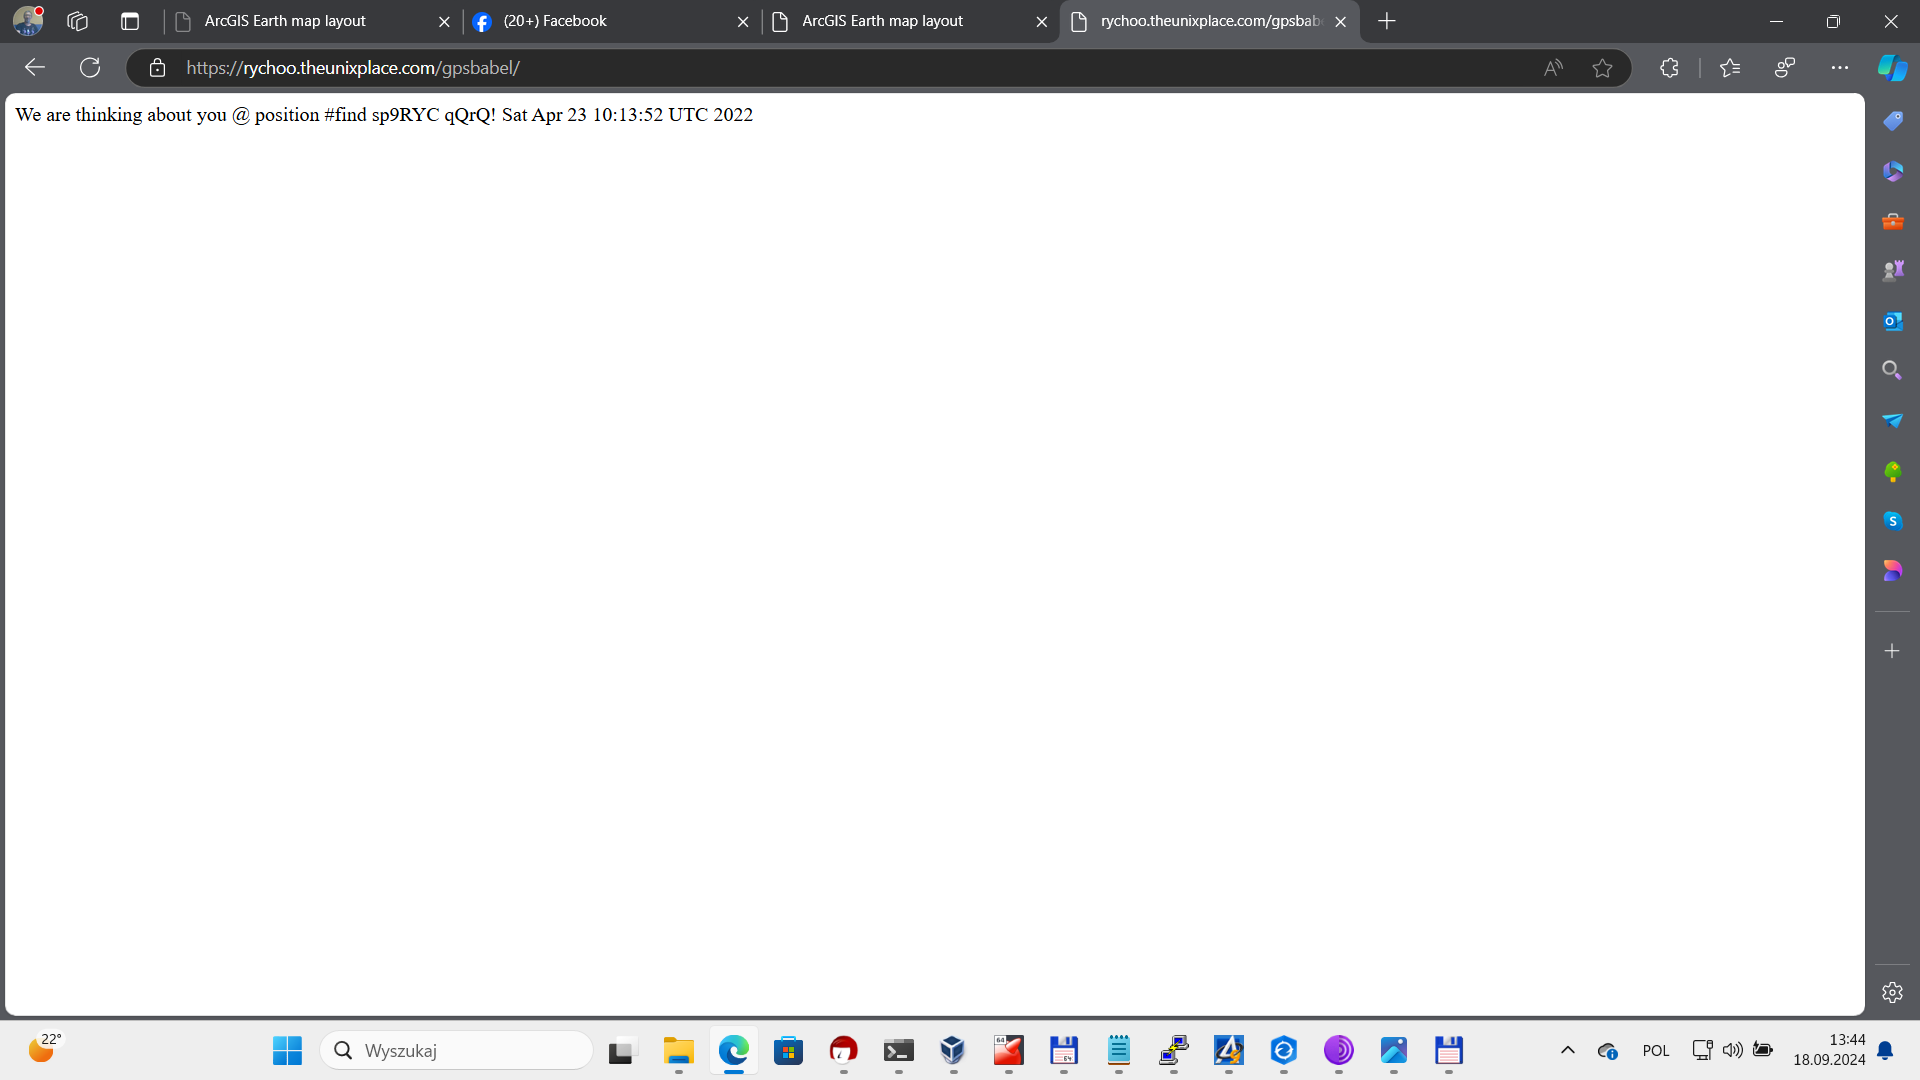 ArcGIS Earth map layout
(20+) Facebook
ArcGIS Earth map layout
rychoo.theunixplace.com/gpsbab
https://rychoo.theunixplace.com/gpsbabel/
We are thinking about you @ position #find sp9RYC qQrQ! Sat Apr 23 10:13:52 UTC 2022
22°
Wyszukaj
64
64
POL
13:44
18.09.2024